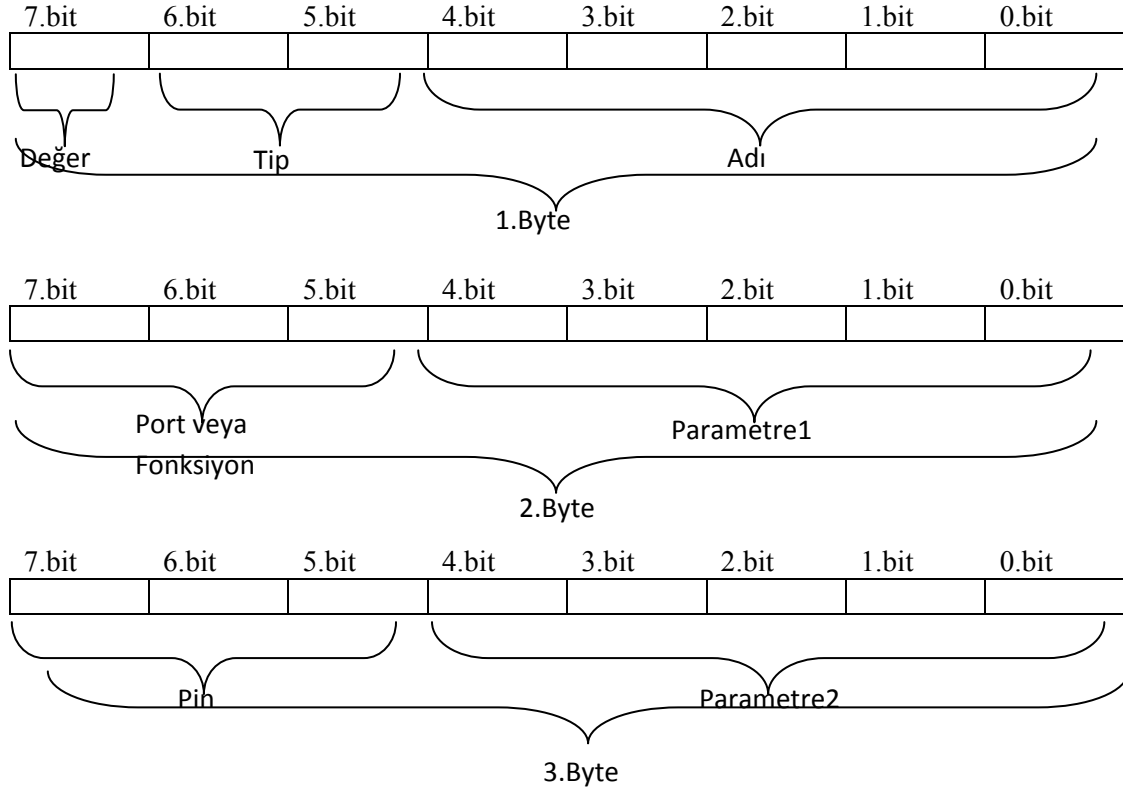 7.bit 6.bit 5.bit 4.bit 3.bit 2.bit 1.bit 0.bit
Değer Tip Adı
1.Byte
7.bit 6.bit 5.bit 4.bit 3.bit 2.bit 1.bit 0.bit
Port veya Parametre1
Fonksiyon
2.Byte
7.bit 6.bit 5.bit 4.bit 3.bit 2.bit 1.bit 0.bit
Pin Parametre2
3.Byte